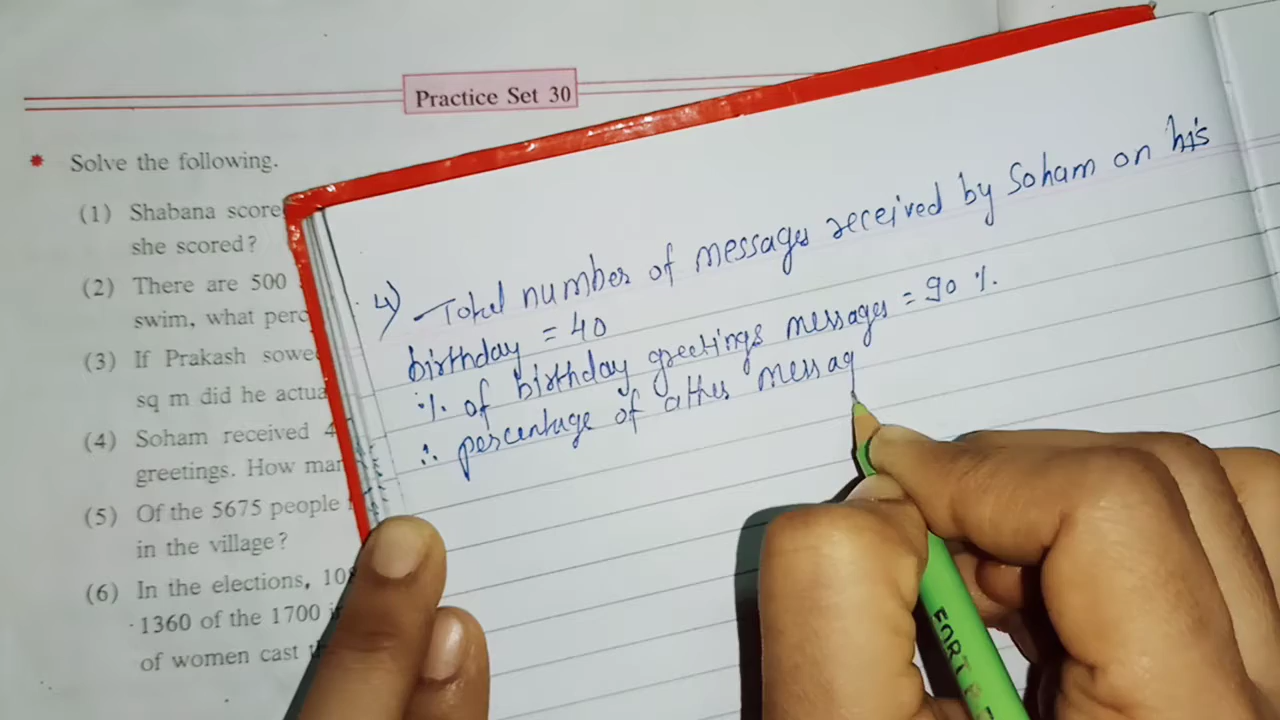 Practice Set 30
* Solve the following.
(1) Shabana score
she scored?
(2) There are 500
swim, what perc
(3) If Prakash sowe
sq m did he actua
(4) Soham received 4
greetings. How man
(5) Of the 5675 people
in the village?
(6) In the elections, 108
1360 of the 1700
of women cast
4) Total number of messages received by Soham on his
birthday = 40
% of birthday greetings messages = 90 %.
∴ percentage of other messag